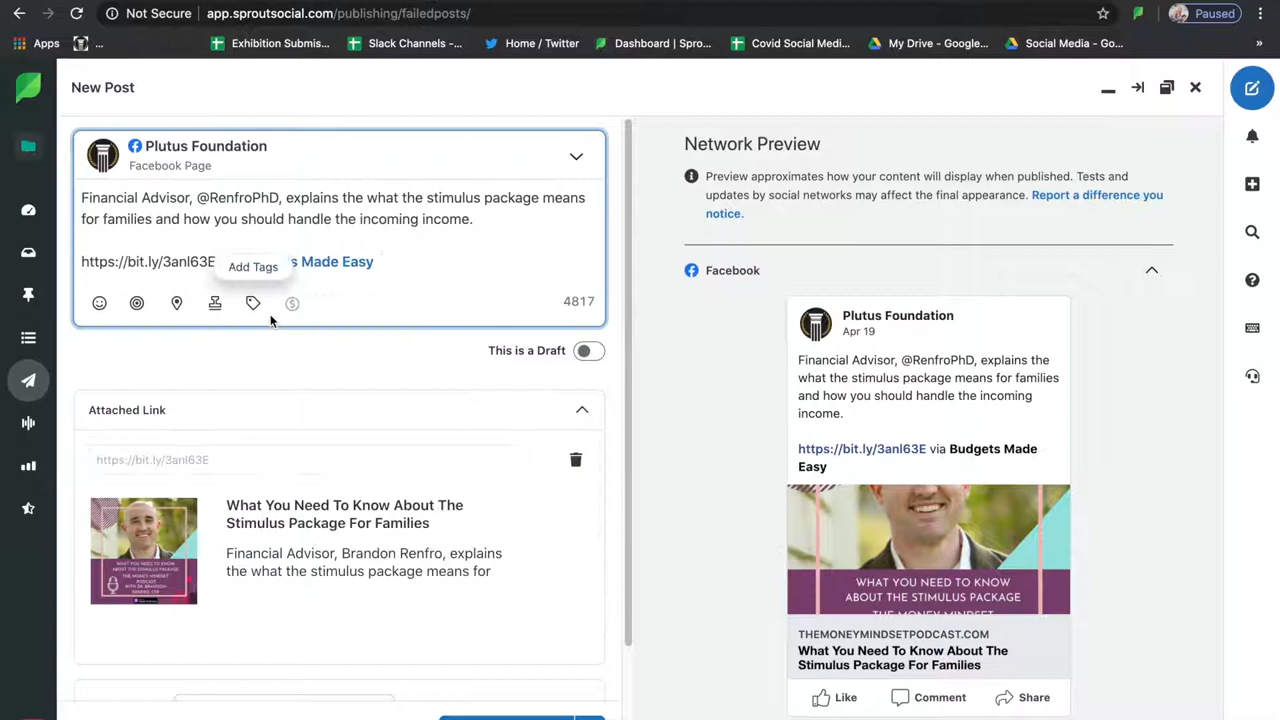 Not Secure app.sproutsocial.com/publishing/failedposts/ Paused
Apps ... Exhibition Submis... Slack Channels -... Home / Twitter Dashboard | Spro... Covid Social Medi... My Drive - Google... Social Media - Go... »
New Post
Plutus Foundation
Facebook Page
Financial Advisor, @RenfroPhD, explains the what the stimulus package means
for families and how you should handle the incoming income.
https://bit.ly/3anl63E s Made Easy
Add Tags
4817
This is a Draft
Attached Link
https://bit.ly/3anl63E
What You Need To Know About The
Stimulus Package For Families
Financial Advisor, Brandon Renfro, explains
the what the stimulus package means for
Network Preview
Preview approximates how your content will display when published. Tests and
updates by social networks may affect the final appearance. Report a difference you
notice.
Facebook
Plutus Foundation
Apr 19
Financial Advisor, @RenfroPhD, explains the
what the stimulus package means for families
and how you should handle the incoming
income.
https://bit.ly/3anl63E via Budgets Made
Easy
WHAT YOU NEED TO KNOW
ABOUT THE STIMULUS PACKAGE
THE MONEY MINDSET
THEMONEYMINDSETPODCAST.COM
What You Need To Know About The
Stimulus Package For Families
Like Comment Share